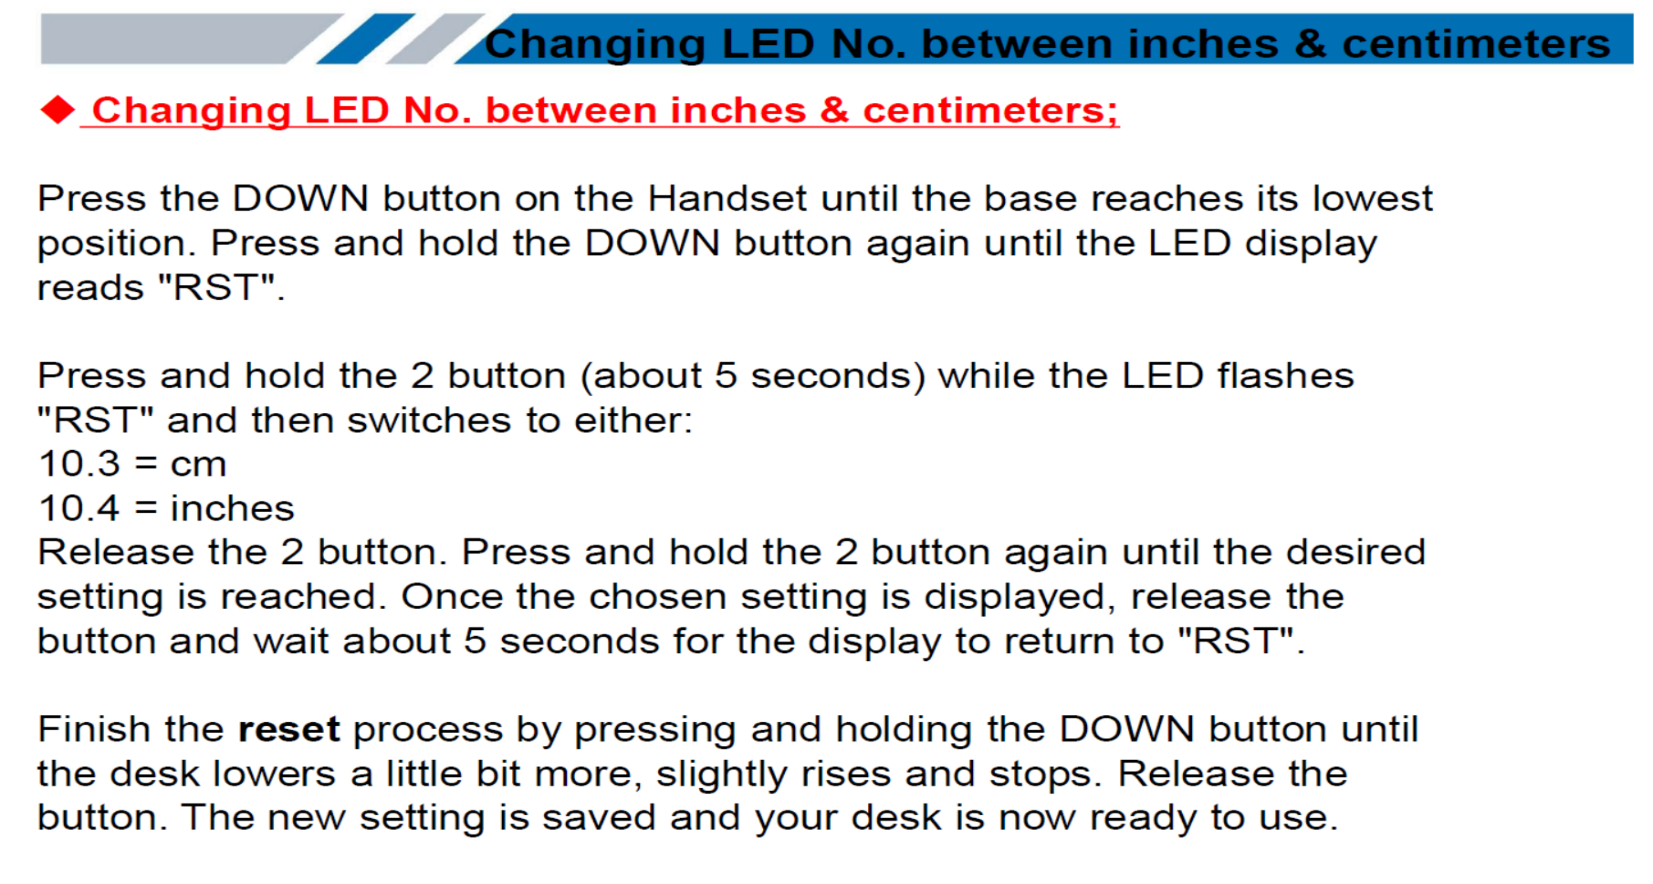 Changing LED No. between inches & centimeters
Changing LED No. between inches & centimeters;
Press the DOWN button on the Handset until the base reaches its lowest
position. Press and hold the DOWN button again until the LED display
reads "RST".
Press and hold the 2 button (about 5 seconds) while the LED flashes
"RST" and then switches to either:
10.3 = cm
10.4 = inches
Release the 2 button. Press and hold the 2 button again until the desired
setting is reached. Once the chosen setting is displayed, release the
button and wait about 5 seconds for the display to return to "RST".
Finish the reset process by pressing and holding the DOWN button until
the desk lowers a little bit more, slightly rises and stops. Release the
button. The new setting is saved and your desk is now ready to use.